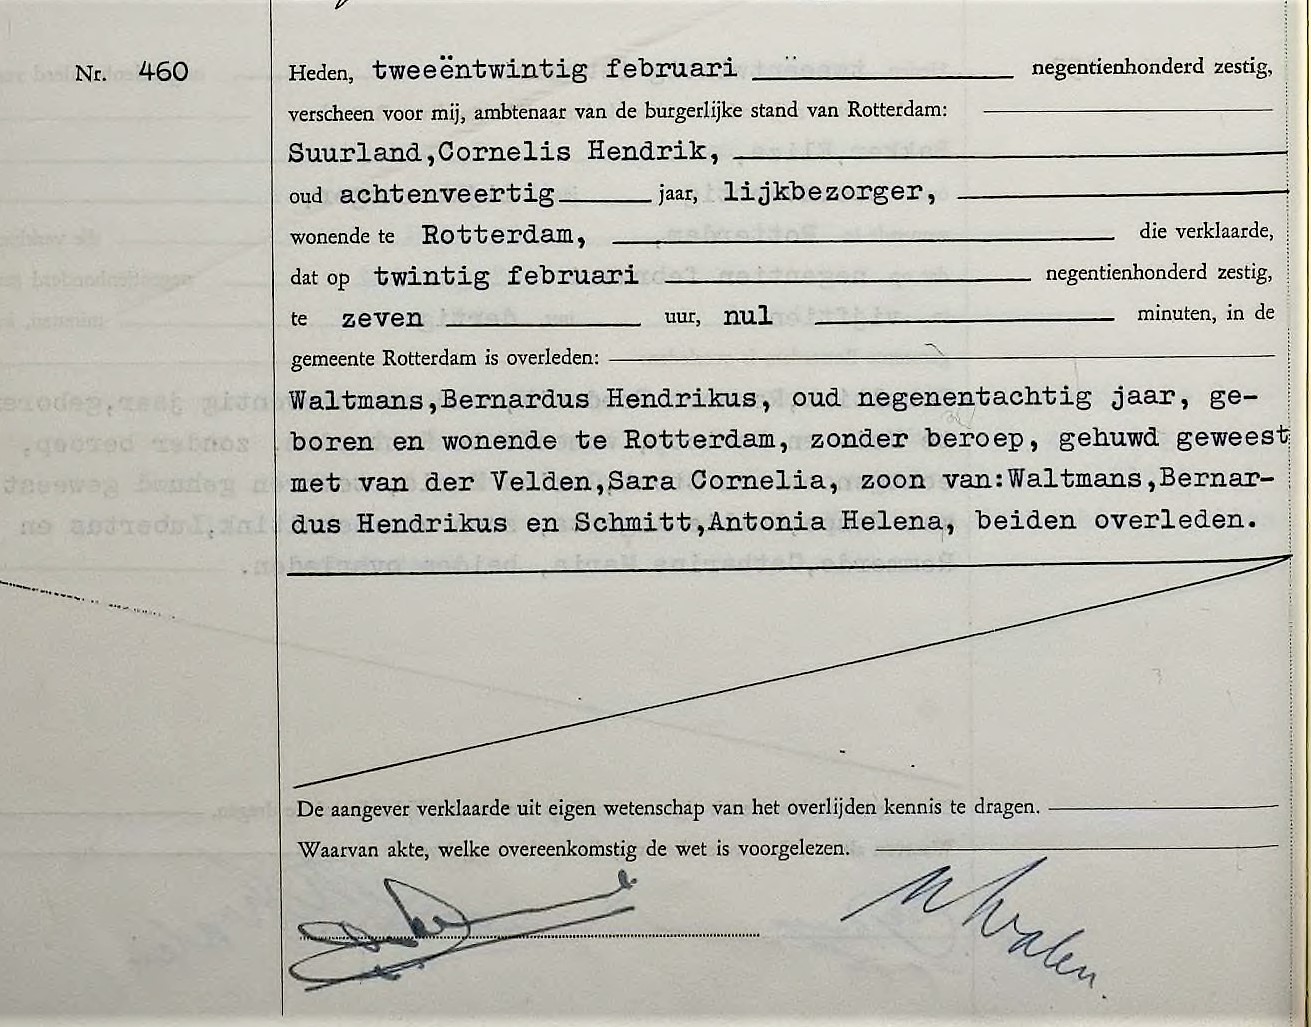 Nr. 460
Heden, tweeëntwintig februari negentienhonderd zestig,
verscheen voor mij, ambtenaar van de burgerlijke stand van Rotterdam:
Suurland,Cornelis Hendrik,
oud achtenveertig jaar, lijkbezorger,
wonende te Rotterdam, die verklaarde,
dat op twintig februari negentienhonderd zestig,
te zeven uur, nul minuten, in de
gemeente Rotterdam is overleden:
Waltmans,Bernardus Hendrikus, oud negenentachtig jaar, ge-
boren en wonende te Rotterdam, zonder beroep, gehuwd geweest
met van der Velden,Sara Cornelia, zoon van:Waltmans,Bernar-
dus Hendrikus en Schmitt,Antonia Helena, beiden overleden.
De aangever verklaarde uit eigen wetenschap van het overlijden kennis te dragen.
Waarvan akte, welke overeenkomstig de wet is voorgelezen.